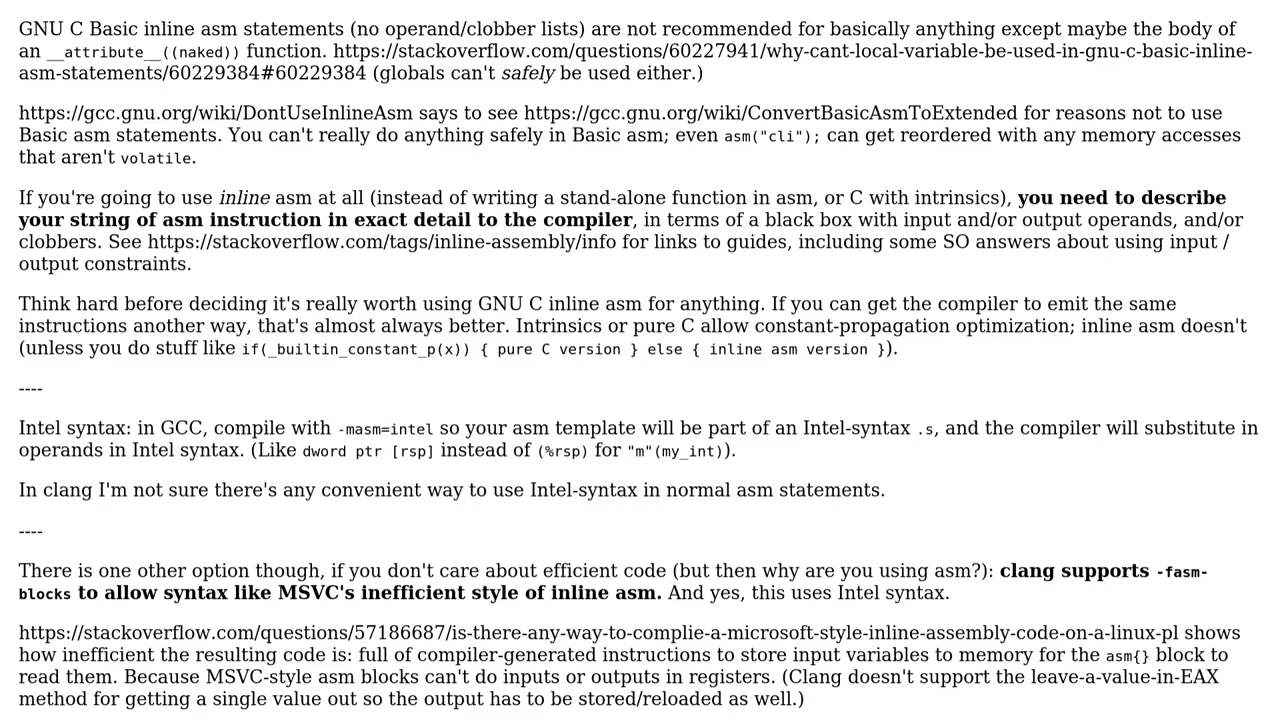 GNU C Basic inline asm statements (no operand/clobber lists) are not recommended for basically anything except maybe the body of
an __attribute__((naked)) function. https://stackoverflow.com/questions/60227941/why-cant-local-variable-be-used-in-gnu-c-basic-inline-
asm-statements/60229384#60229384 (globals can't safely be used either.)
https://gcc.gnu.org/wiki/DontUseInlineAsm says to see https://gcc.gnu.org/wiki/ConvertBasicAsmToExtended for reasons not to use
Basic asm statements. You can't really do anything safely in Basic asm; even asm("cli"); can get reordered with any memory accesses
that aren't volatile.
If you're going to use inline asm at all (instead of writing a stand-alone function in asm, or C with intrinsics), you need to describe
your string of asm instruction in exact detail to the compiler, in terms of a black box with input and/or output operands, and/or
clobbers. See https://stackoverflow.com/tags/inline-assembly/info for links to guides, including some SO answers about using input /
output constraints.
Think hard before deciding it's really worth using GNU C inline asm for anything. If you can get the compiler to emit the same
instructions another way, that's almost always better. Intrinsics or pure C allow constant-propagation optimization; inline asm doesn't
(unless you do stuff like if(_builtin_constant_p(x)) { pure C version } else { inline asm version }).
----
Intel syntax: in GCC, compile with -masm=intel so your asm template will be part of an Intel-syntax .s, and the compiler will substitute in
operands in Intel syntax. (Like dword ptr [rsp] instead of (%rsp) for "m"(my_int)).
In clang I'm not sure there's any convenient way to use Intel-syntax in normal asm statements.
----
There is one other option though, if you don't care about efficient code (but then why are you using asm?): clang supports -fasm-
blocks to allow syntax like MSVC's inefficient style of inline asm. And yes, this uses Intel syntax.
https://stackoverflow.com/questions/57186687/is-there-any-way-to-complie-a-microsoft-style-inline-assembly-code-on-a-linux-pl shows
how inefficient the resulting code is: full of compiler-generated instructions to store input variables to memory for the asm{} block to
read them. Because MSVC-style asm blocks can't do inputs or outputs in registers. (Clang doesn't support the leave-a-value-in-EAX
method for getting a single value out so the output has to be stored/reloaded as well.)